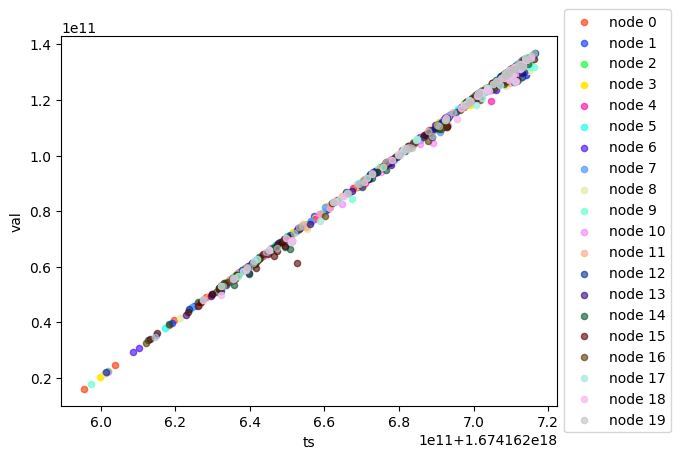 1e11
1.4
1.2
1.0
0.8
0.6
0.4
0.2
val
6.0 6.2 6.4 6.6 6.8 7.0 7.2
ts
1e11+1.674162e18
node 0
node 1
node 2
node 3
node 4
node 5
node 6
node 7
node 8
node 9
node 10
node 11
node 12
node 13
node 14
node 15
node 16
node 17
node 18
node 19